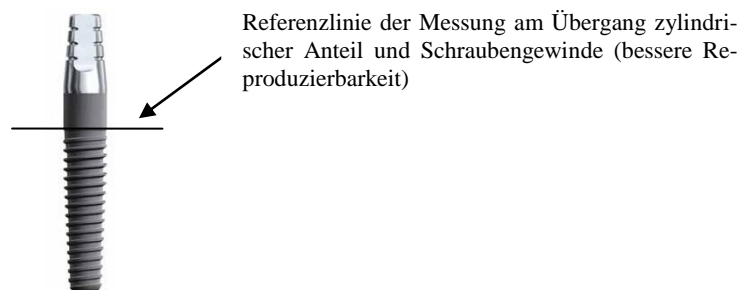 Referenzlinie der Messung am Übergang zylindri-
scher Anteil und Schraubengewinde (bessere Re-
produzierbarkeit)